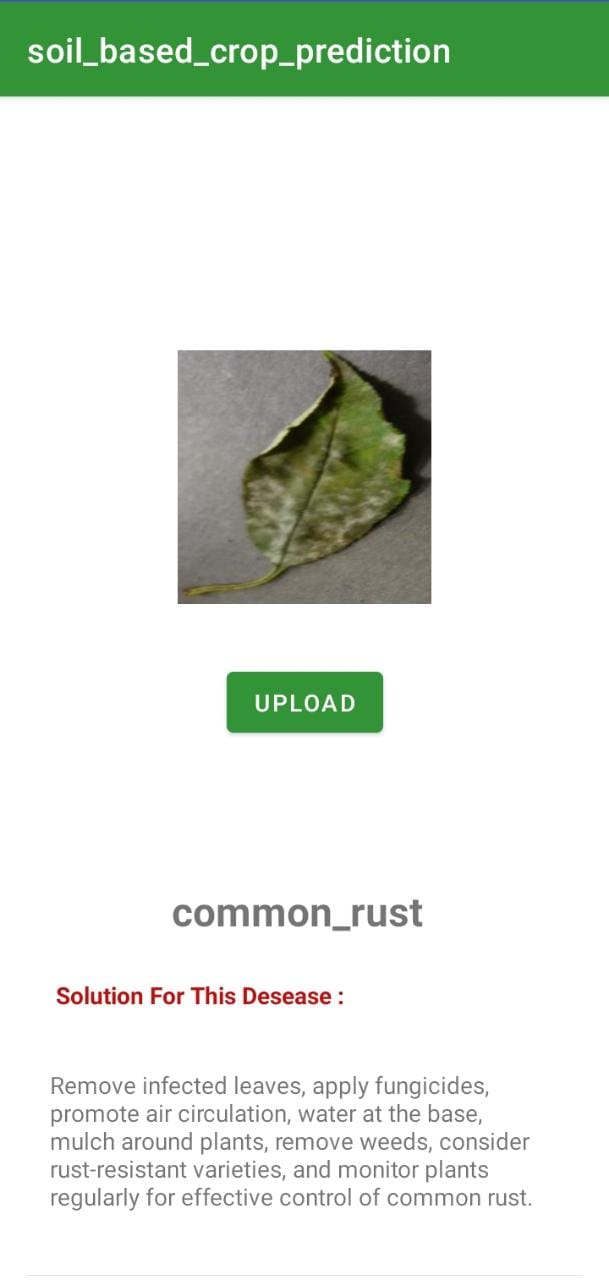 soil_based_crop_prediction
UPLOAD
common_rust
Solution For This Desease :
Remove infected leaves, apply fungicides,
promote air circulation, water at the base,
mulch around plants, remove weeds, consider
rust-resistant varieties, and monitor plants
regularly for effective control of common rust.